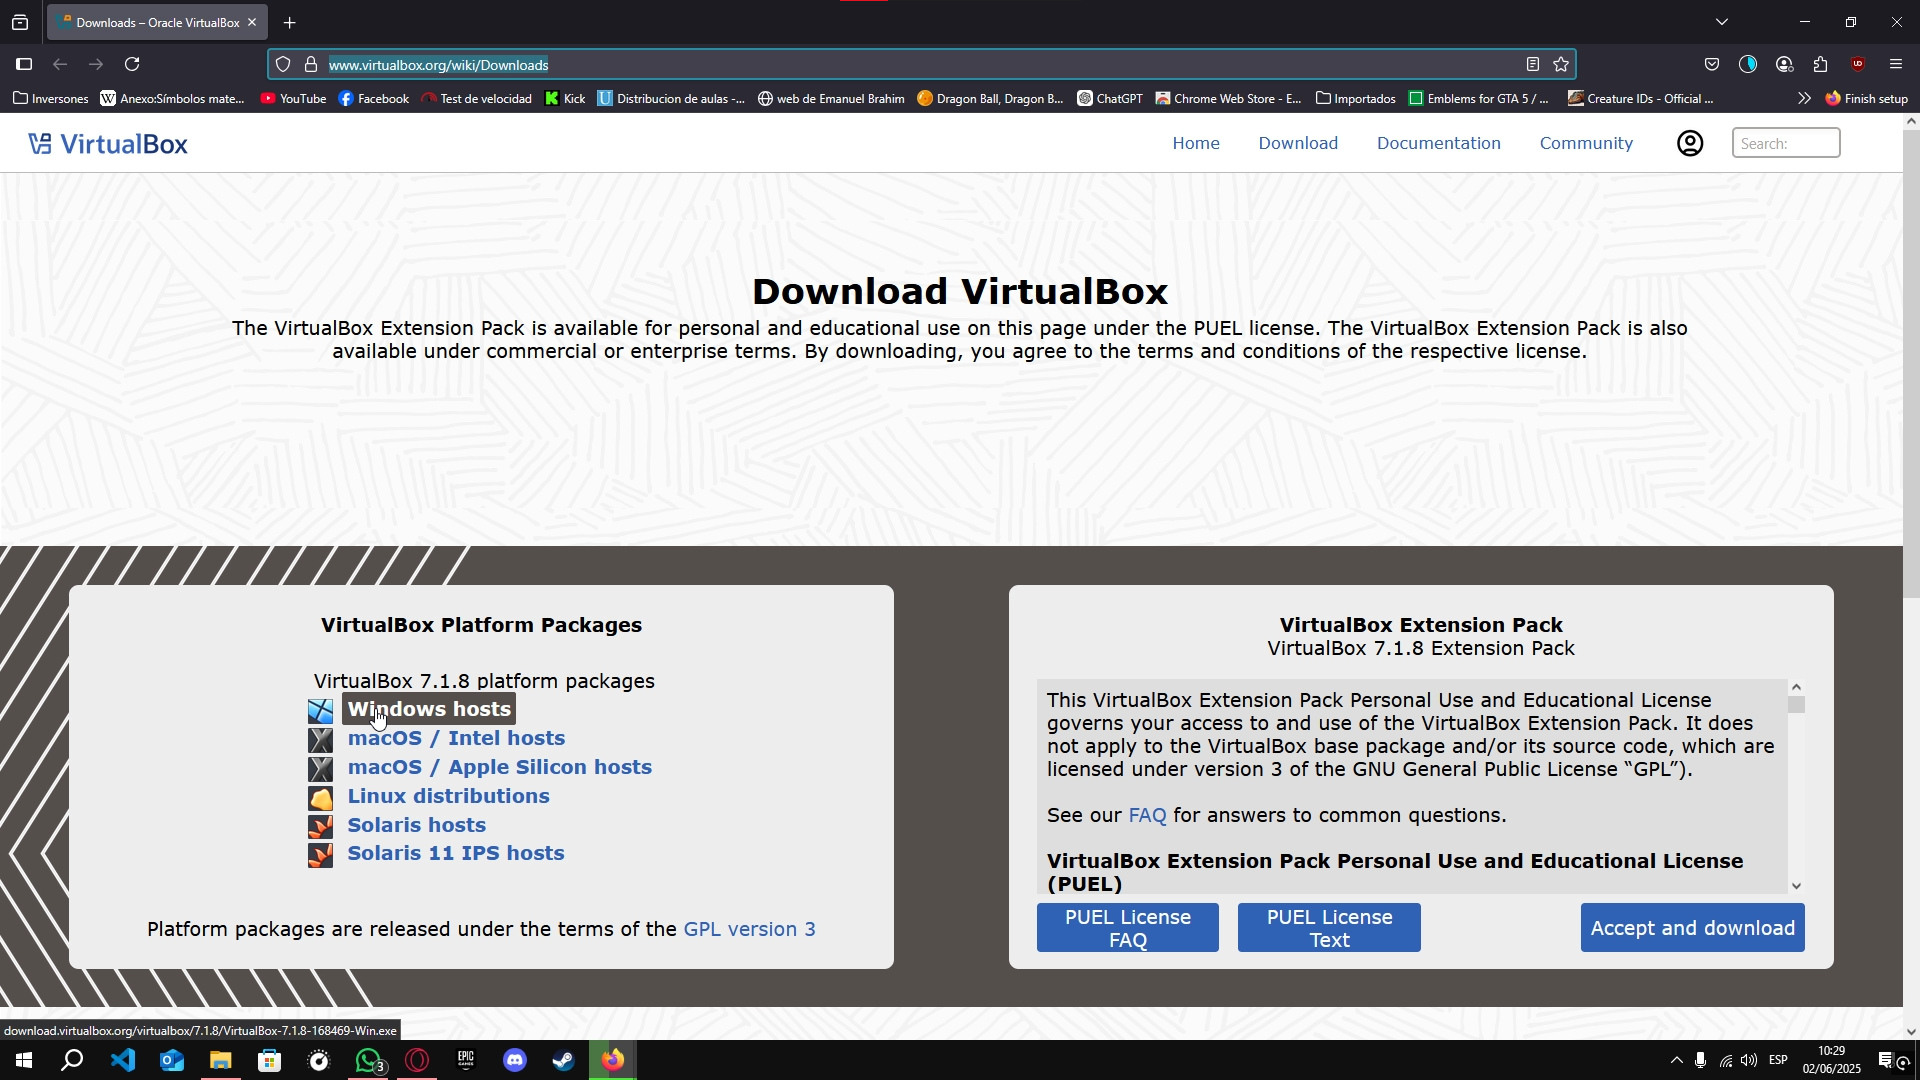 Downloads — Oracle VirtualBox
www.virtualbox.org/wiki/Downloads
Inversones
Anexo:Símbolos mate...
YouTube
Facebook
Test de velocidad
Kick
Distribucion de aulas -...
web de Emanuel Brahim
Dragon Ball, Dragon B...
ChatGPT
Chrome Web Store - E...
Importados
Emblems for GTA 5 / ...
Creature IDs - Official ...
Finish setup
VirtualBox
Home
Download
Documentation
Community
Search:
Download VirtualBox
The VirtualBox Extension Pack is available for personal and educational use on this page under the PUEL license. The VirtualBox Extension Pack is also
available under commercial or enterprise terms. By downloading, you agree to the terms and conditions of the respective license.
VirtualBox Platform Packages
VirtualBox 7.1.8 platform packages
Windows hosts
macOS / Intel hosts
macOS / Apple Silicon hosts
Linux distributions
Solaris hosts
Solaris 11 IPS hosts
Platform packages are released under the terms of the GPL version 3
VirtualBox Extension Pack
VirtualBox 7.1.8 Extension Pack
This VirtualBox Extension Pack Personal Use and Educational License
governs your access to and use of the VirtualBox Extension Pack. It does
not apply to the VirtualBox base package and/or its source code, which are
licensed under version 3 of the GNU General Public License “GPL”).
See our FAQ for answers to common questions.
VirtualBox Extension Pack Personal Use and Educational License
(PUEL)
PUEL License
FAQ
PUEL License
Text
Accept and download
download.virtualbox.org/virtualbox/7.1.8/VirtualBox-7.1.8-168469-Win.exe
3
EPIC
GAMES
ESP
10:29
02/06/2025